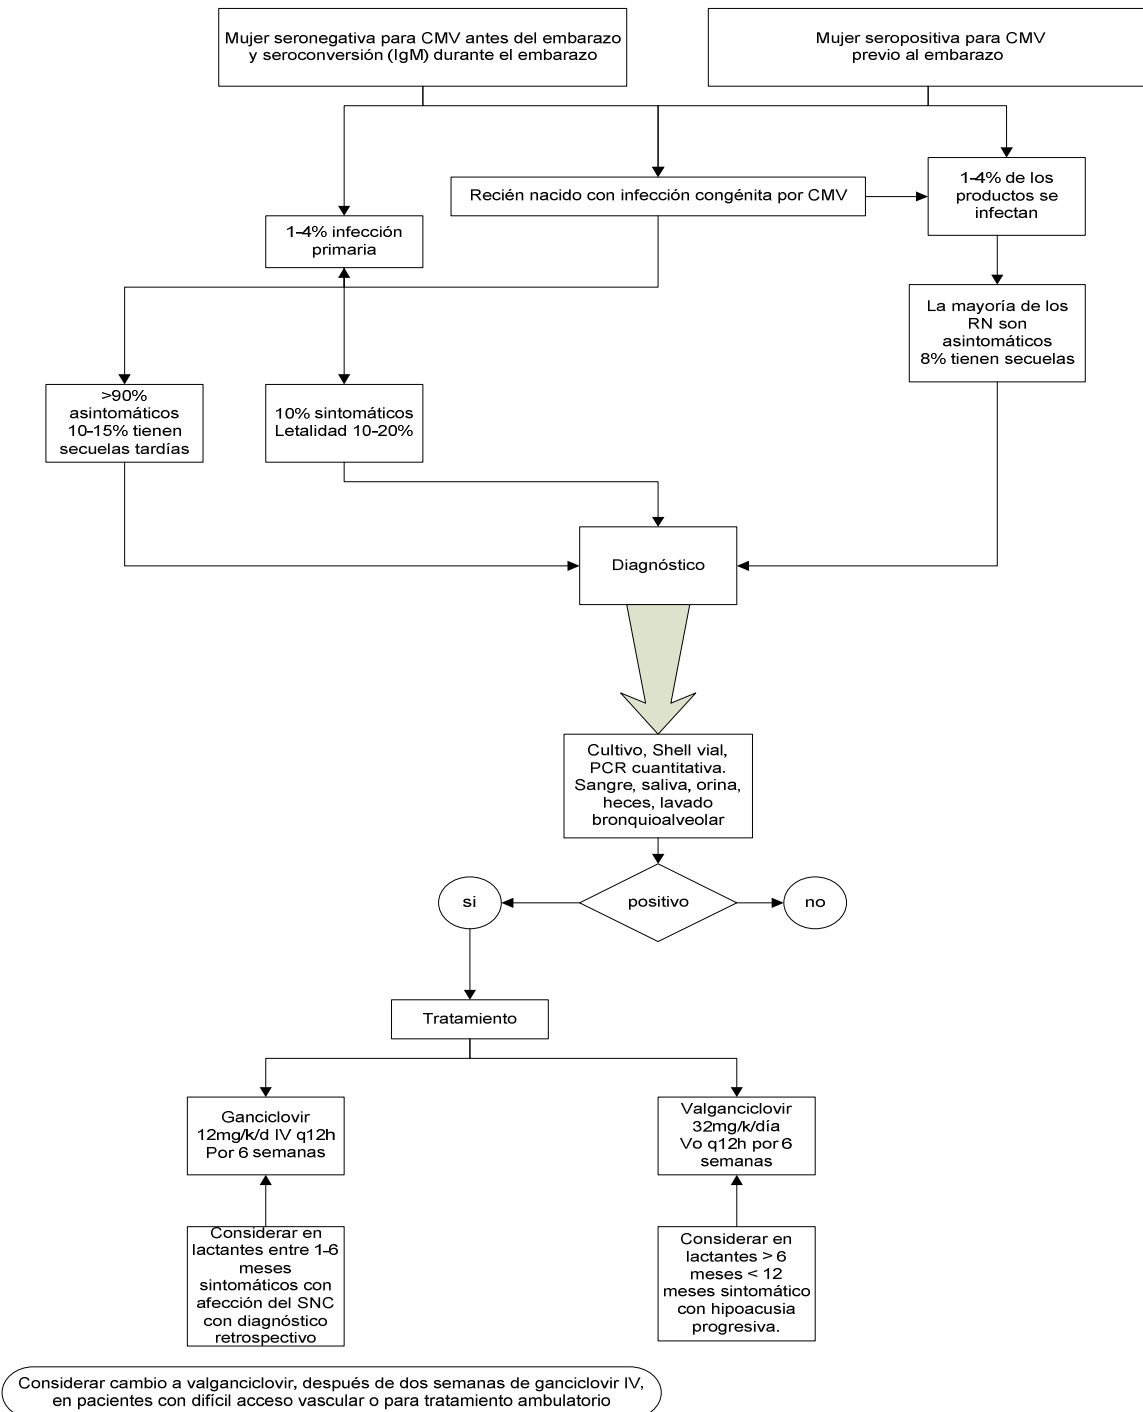 Mujer seronegativa para CMV antes del embarazo
y seroconversión (IgM) durante el embarazo
Mujer seropositiva para CMV
previo al embarazo
Recién nacido con infección congénita por CMV
1-4% de los
productos se
infectan
1-4% infección
primaria
La mayoría de los
RN son
asintomáticos
8% tienen secuelas
>90%
asintomáticos
10-15% tienen
secuelas tardías
10% sintomáticos
Letalidad 10-20%
Diagnóstico
Cultivo, Shell vial,
PCR cuantitativa.
Sangre, saliva, orina,
heces, lavado
bronquioalveolar
si
positivo
no
Tratamiento
Ganciclovir
12mg/k/d IV q12h
Por 6 semanas
Valganciclovir
32mg/k/día
Vo q12h por 6
semanas
Considerar en
lactantes entre 1-6
meses
sintomáticos con
afección del SNC
con diagnóstico
retrospectivo
Considerar en
lactantes > 6
meses < 12
meses sintomático
con hipoacusia
progresiva.
Considerar cambio a valganciclovir, después de dos semanas de ganciclovir IV,
en pacientes con difícil acceso vascular o para tratamiento ambulatorio